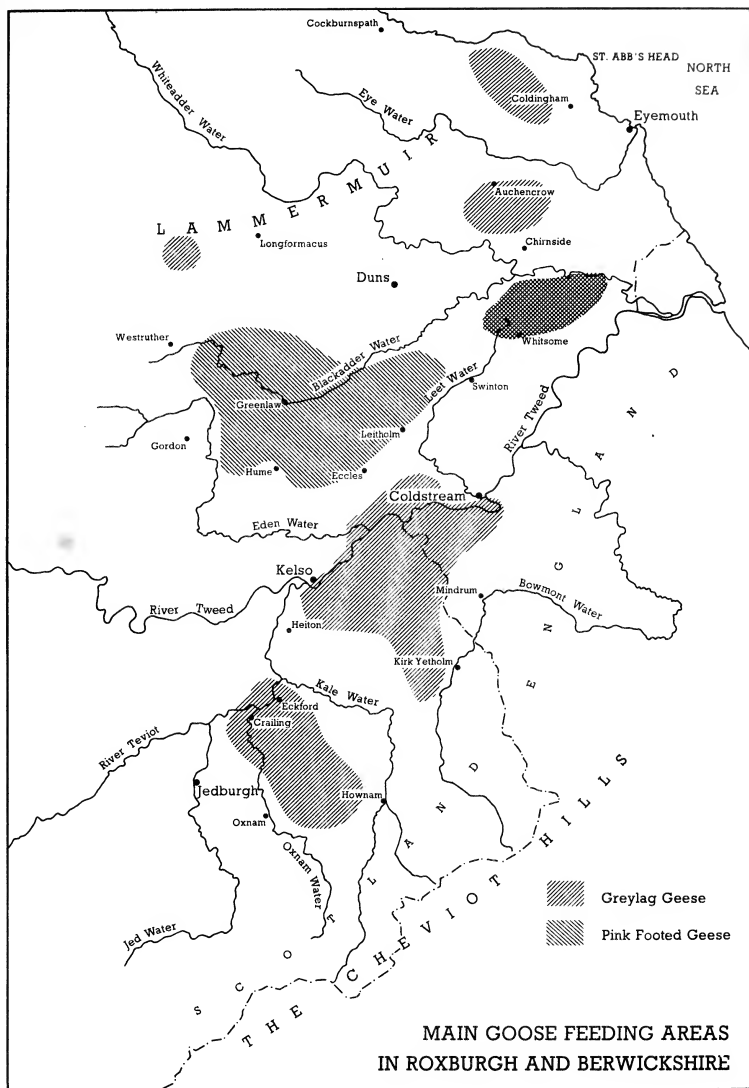 Cockburnspath
ST. ABB'S HEAD
NORTH
SEA
Whiteadder Water
Eye Water
Coldingham
Eyemouth
LAMMERMUIR
Auchencrow
Longformacus
Chirnside
Duns
Westruther
Blackadder Water
Whitsome
Greenlaw
Leet Water
Swinton
River Tweed
ENGLAND
Leitholm
Gordon
Hume
Eccles
Coldstream
Eden Water
Kelso
Mindrum
Bowmont Water
River Tweed
Heiton
Kirk Yetholm
Kale Water
Eckford
Crailing
River Teviot
Jedburgh
Hownam
Oxnam
Oxnam Water
Jed Water
SCOTLAND
THE CHEVIOT HILLS
Greylag Geese
Pink Footed Geese
MAIN GOOSE FEEDING AREAS
IN ROXBURGH AND BERWICKSHIRE